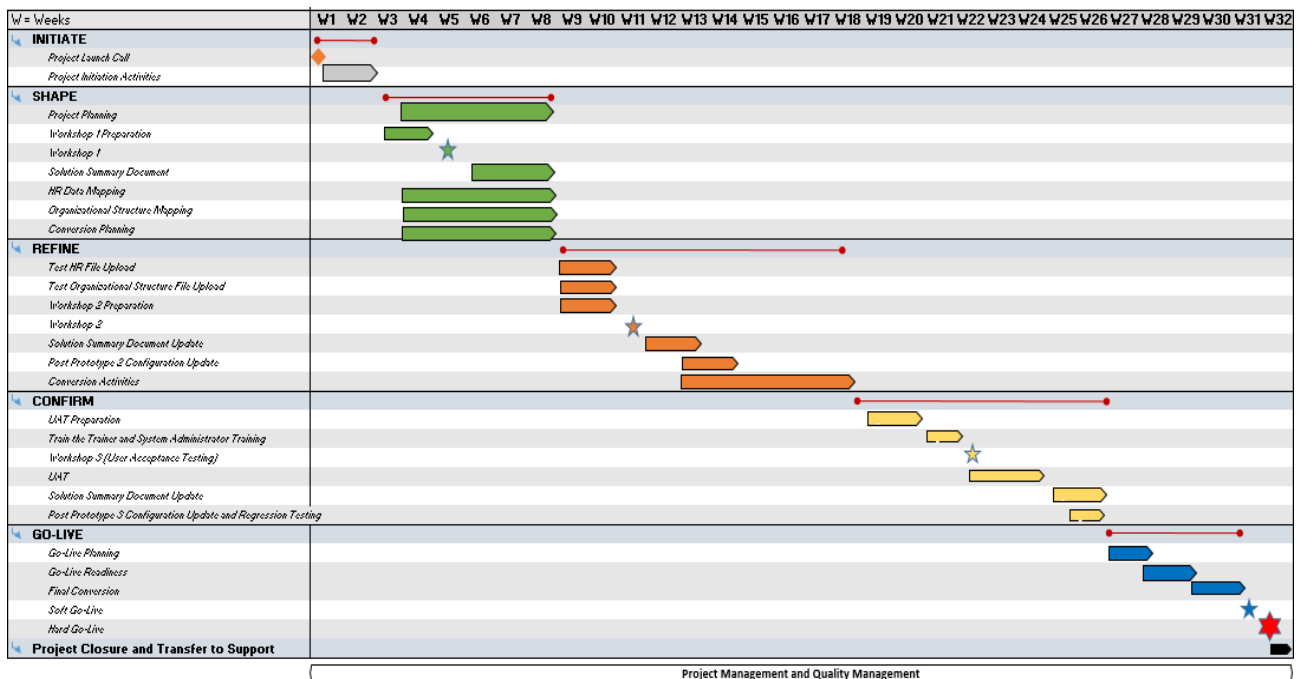 W = Weeks W1 W2 W3 W4 W5 W6 W7 W8 W9 W10 W11 W12 W13 W14 W15 W16 W17 W18 W19 W20 W21 W22 W23 W24 W25 W26 W27 W28 W29 W30 W31 W32
INITIATE
Project Launch Call
Project Initiation Activities
SHAPE
Project Planning
Workshop 1 Preparation
Workshop 1
Solution Summary Document
HR Data Mapping
Organizational Structure Mapping
Conversion Planning
REFINE
Test HR File Upload
Test Organizational Structure File Upload
Workshop 2 Preparation
Workshop 2
Solution Summary Document Update
Post Prototype 2 Configuration Update
Conversion Activities
CONFIRM
UAT Preparation
Train the Trainer and System Administrator Training
Workshop 3 (User Acceptance Testing)
UAT
Solution Summary Document Update
Post Prototype 3 Configuration Update and Regression Testing
GO-LIVE
Go-Live Planning
Go-Live Readiness
Final Conversion
Soft Go-Live
Hard Go-Live
Project Closure and Transfer to Support
Project Management and Quality Management